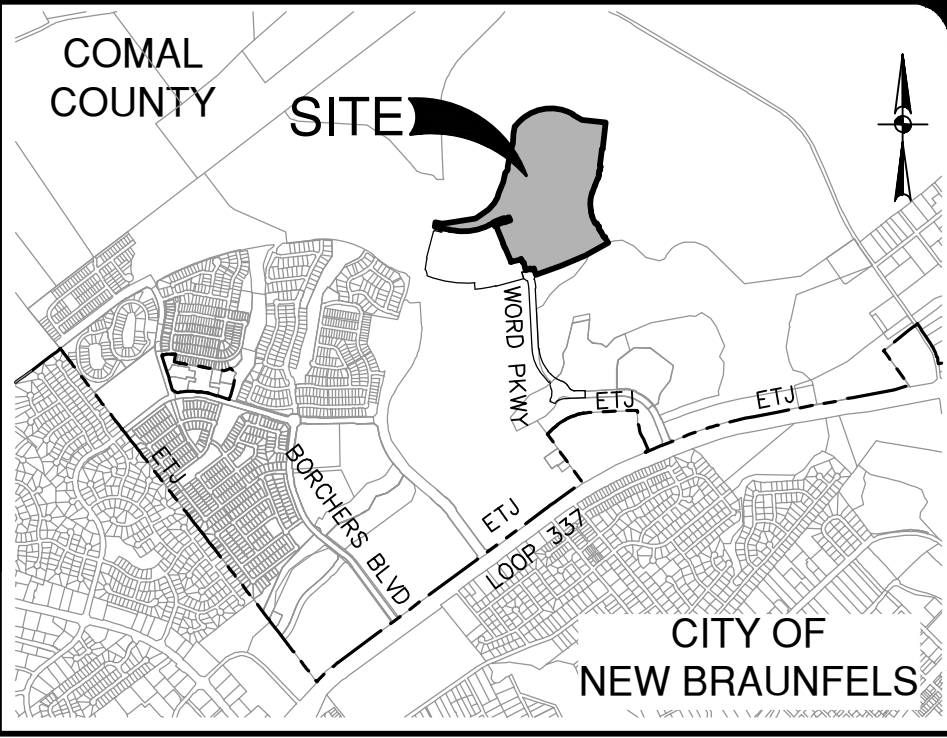 COMAL
COUNTY
SITE
WORD PKWY
ETJ
ETJ
ETJ
BORCHERS BLVD
ETJ
LOOP 337
CITY OF
NEW BRAUNFELS